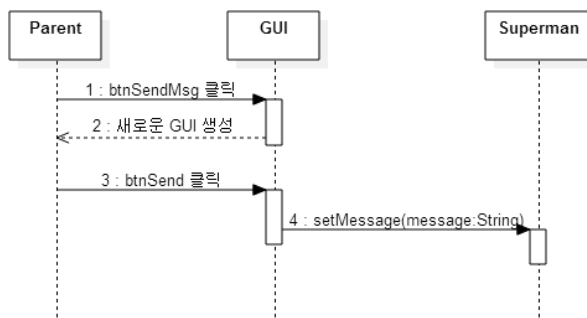 Parent
GUI
Superman
1 : btnSendMsg 클릭
2 : 새로운 GUI 생성
3 : btnSend 클릭
4 : setMessage(message:String)